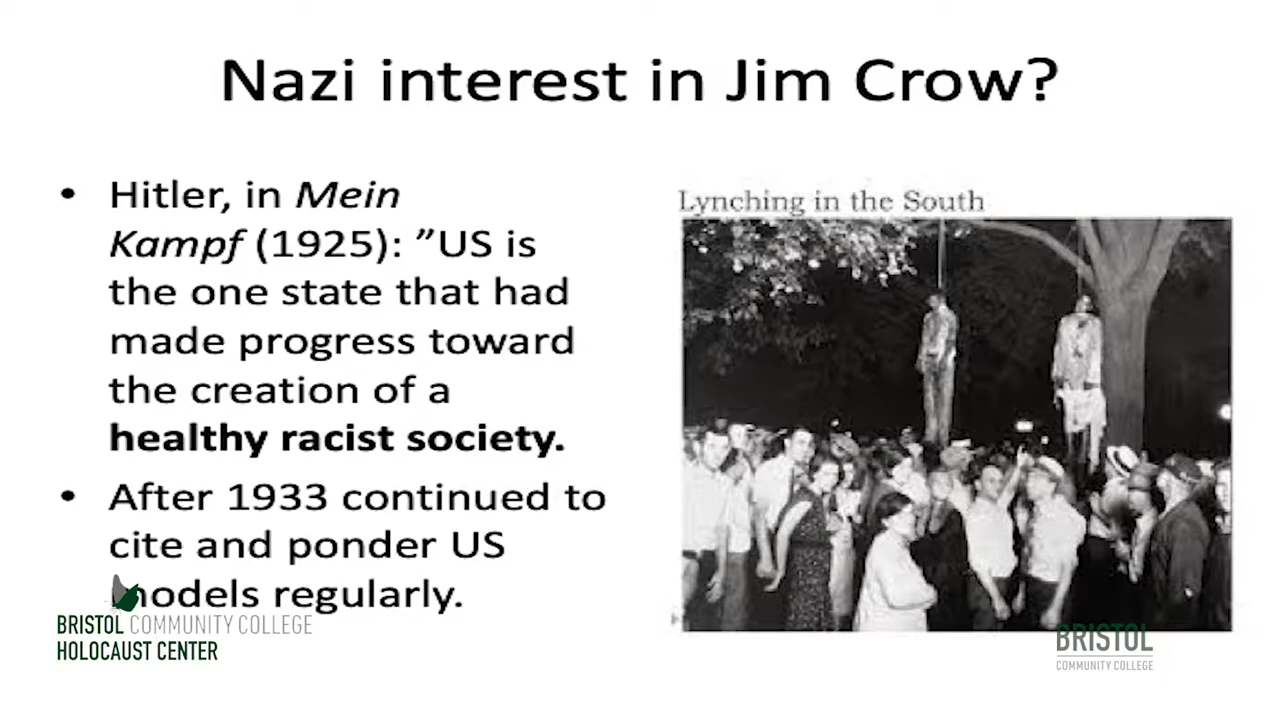 Nazi interest in Jim Crow?
• Hitler, in Mein
Kampf (1925): ”US is
the one state that had
made progress toward
the creation of a
healthy racist society.
• After 1933 continued to
cite and ponder US
models regularly.
Lynching in the South
BRISTOL COMMUNITY COLLEGE
HOLOCAUST CENTER
BRISTOL
COMMUNITY COLLEGE